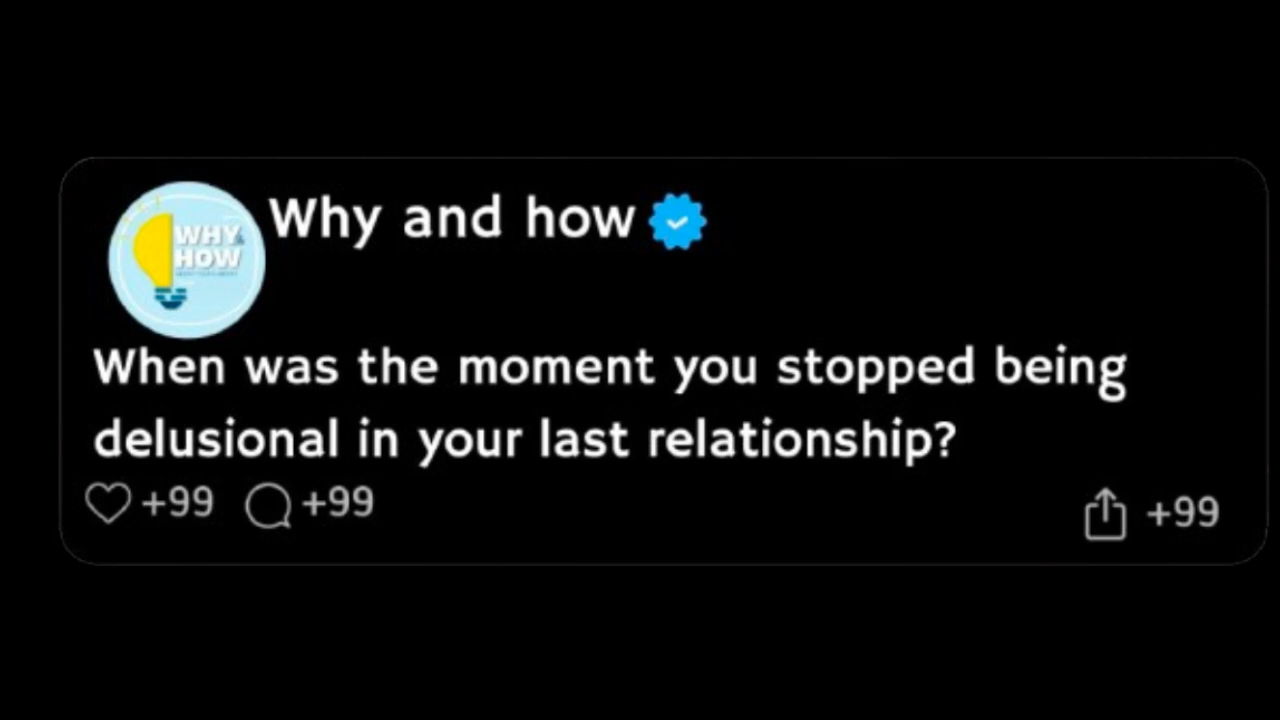 Why and how
WHY
HOW
When was the moment you stopped being
delusional in your last relationship?
+99 +99 +99